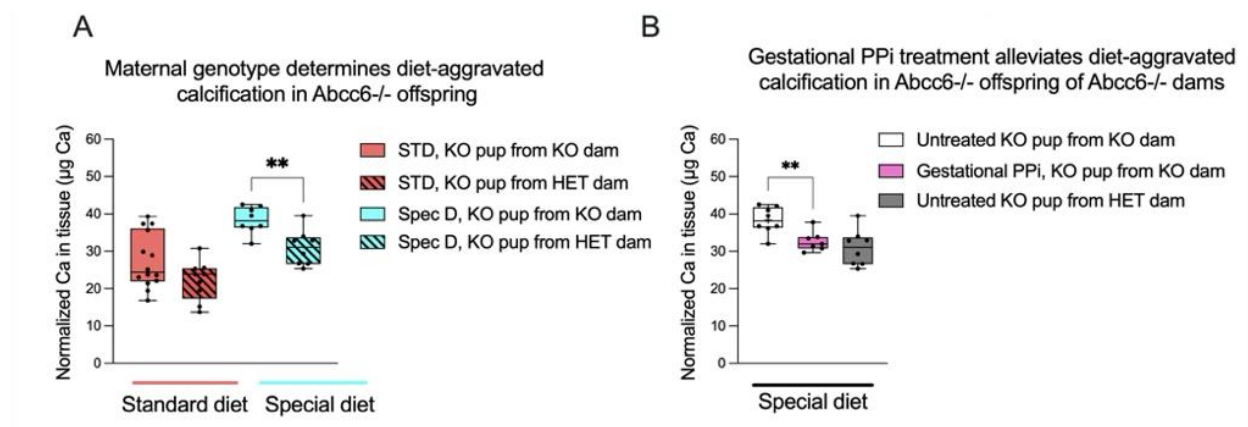 A
Maternal genotype determines diet-aggravated
calcification in Abcc6-/- offspring
Normalized Ca in tissue (µg Ca)
60
50
40
30
20
10
0
**
STD, KO pup from KO dam
STD, KO pup from HET dam
Spec D, KO pup from KO dam
Spec D, KO pup from HET dam
Standard diet
Special diet
B
Gestational PPi treatment alleviates diet-aggravated
calcification in Abcc6-/- offspring of Abcc6-/- dams
Normalized Ca in tissue (µg Ca)
60
50
40
30
20
10
0
**
Untreated KO pup from KO dam
Gestational PPi, KO pup from KO dam
Untreated KO pup from HET dam
Special diet